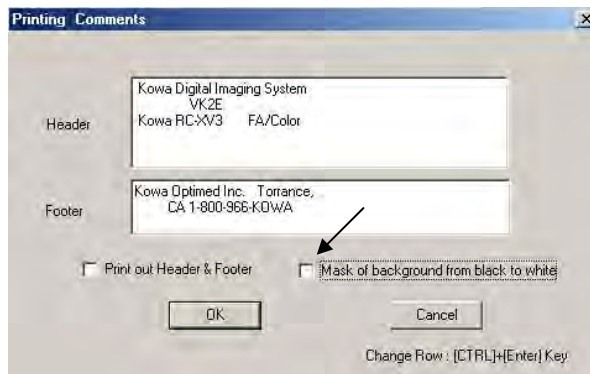 Printing Comments
Header
Kowa Digital Imaging System
VK2E
Kowa RC-XV3 FA/Color
Footer
Kowa Optimed Inc. Torrance,
CA 1-800-966-KOWA
Print out Header & Footer
Mask of background from black to white
OK
Cancel
Change Row : [CTRL]+[Enter] Key